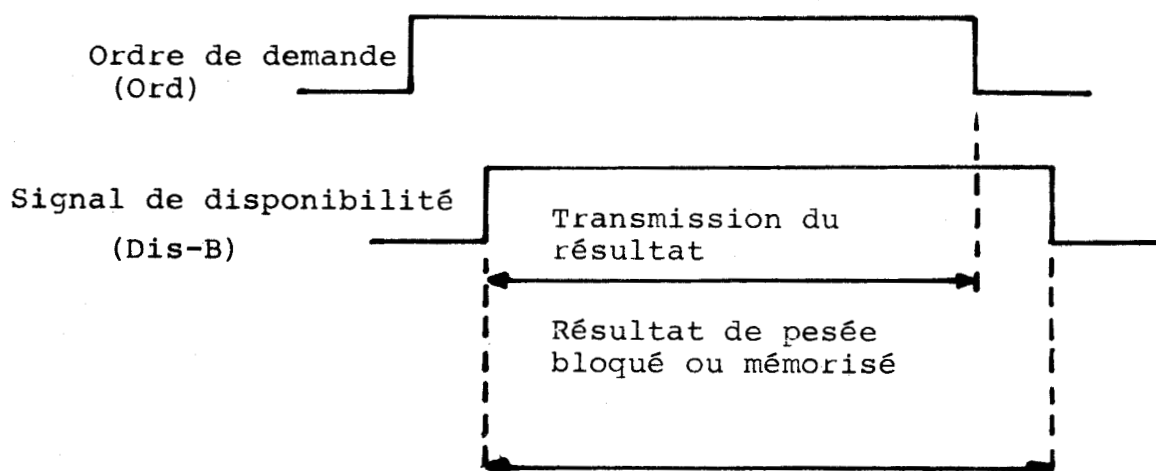 Ordre de demande
(Ord)
Signal de disponibilité
(Dis-B)
Transmission du
résultat
Résultat de pesée
bloqué ou mémorisé